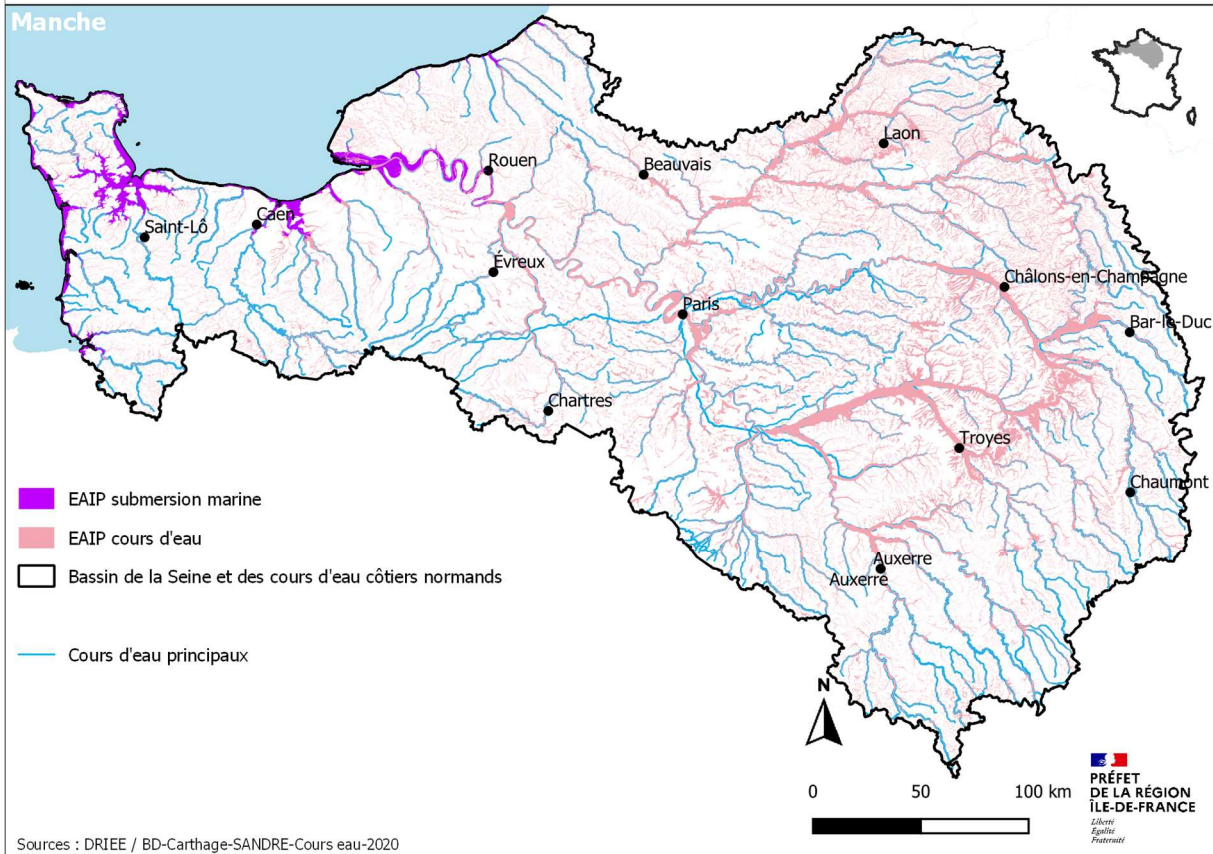 Manche
Laon
Rouen
Beauvais
Caen
Saint-Lô
Évreux
Châlons-en-Champagne
Paris
Bar-le-Duc
Chartres
Troyes
Chaumont
EAIP submersion marine
EAIP cours d'eau
Auxerre
Auxerre
Bassin de la Seine et des cours d'eau côtiers normands
Cours d'eau principaux
N
0 50 100 km
PRÉFET
DE LA RÉGION
ÎLE-DE-FRANCE
Liberté
Égalité
Fraternité
Sources : DRIEE / BD-Carthage-SANDRE-Cours eau-2020